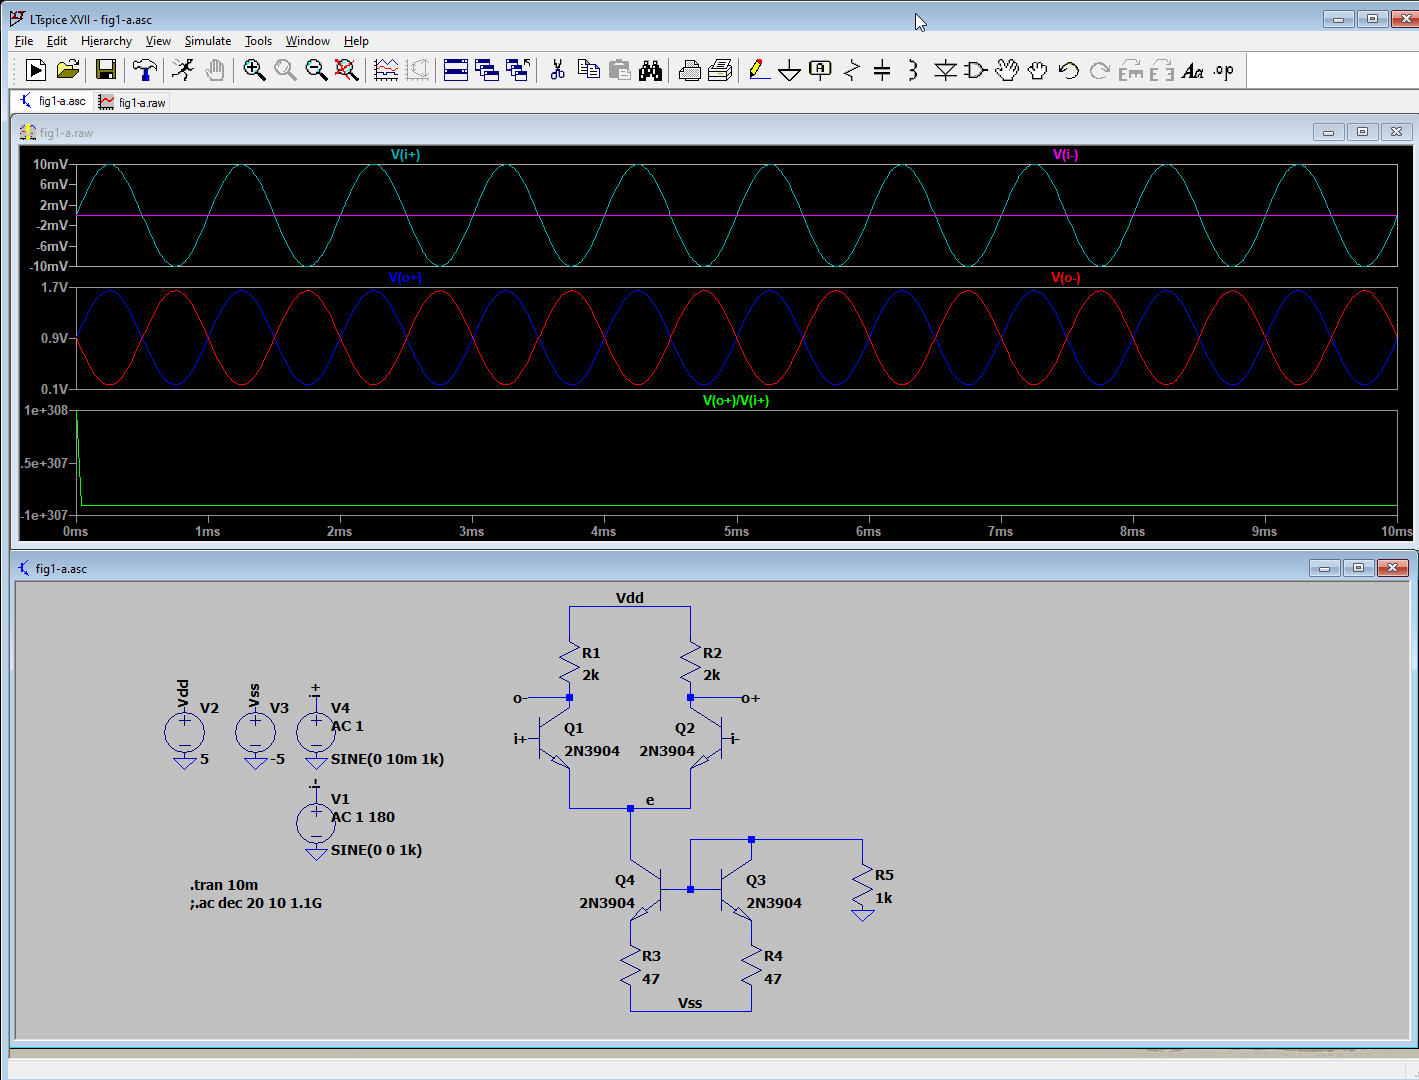 LTspice XVII - fig1-a.asc
File Edit Hierarchy View Simulate Tools Window Help
A .op
fig1-a.asc fig1-a.raw
fig1-a.raw
V(i+) V(i-)
10mV
6mV
2mV
-2mV
-6mV
-10mV
V(o+) V(o-)
1.7V
0.9V
0.1V
V(o+)/V(i+)
1e+308
.5e+307
-1e+307
0ms 1ms 2ms 3ms 4ms 5ms 6ms 7ms 8ms 9ms 10ms
fig1-a.asc
Vdd
R1 R2
2k 2k
Vdd Vss i+
o- o+
V2 V3 V4
AC 1
Q1 Q2
i+ i-
2N3904 2N3904
5 -5 SINE(0 10m 1k)
i-
V1 e
AC 1 180
SINE(0 0 1k)
Q4 Q3 R5
.tran 10m
1k
;.ac dec 20 10 1.1G 2N3904 2N3904
R3 R4
47 47
Vss